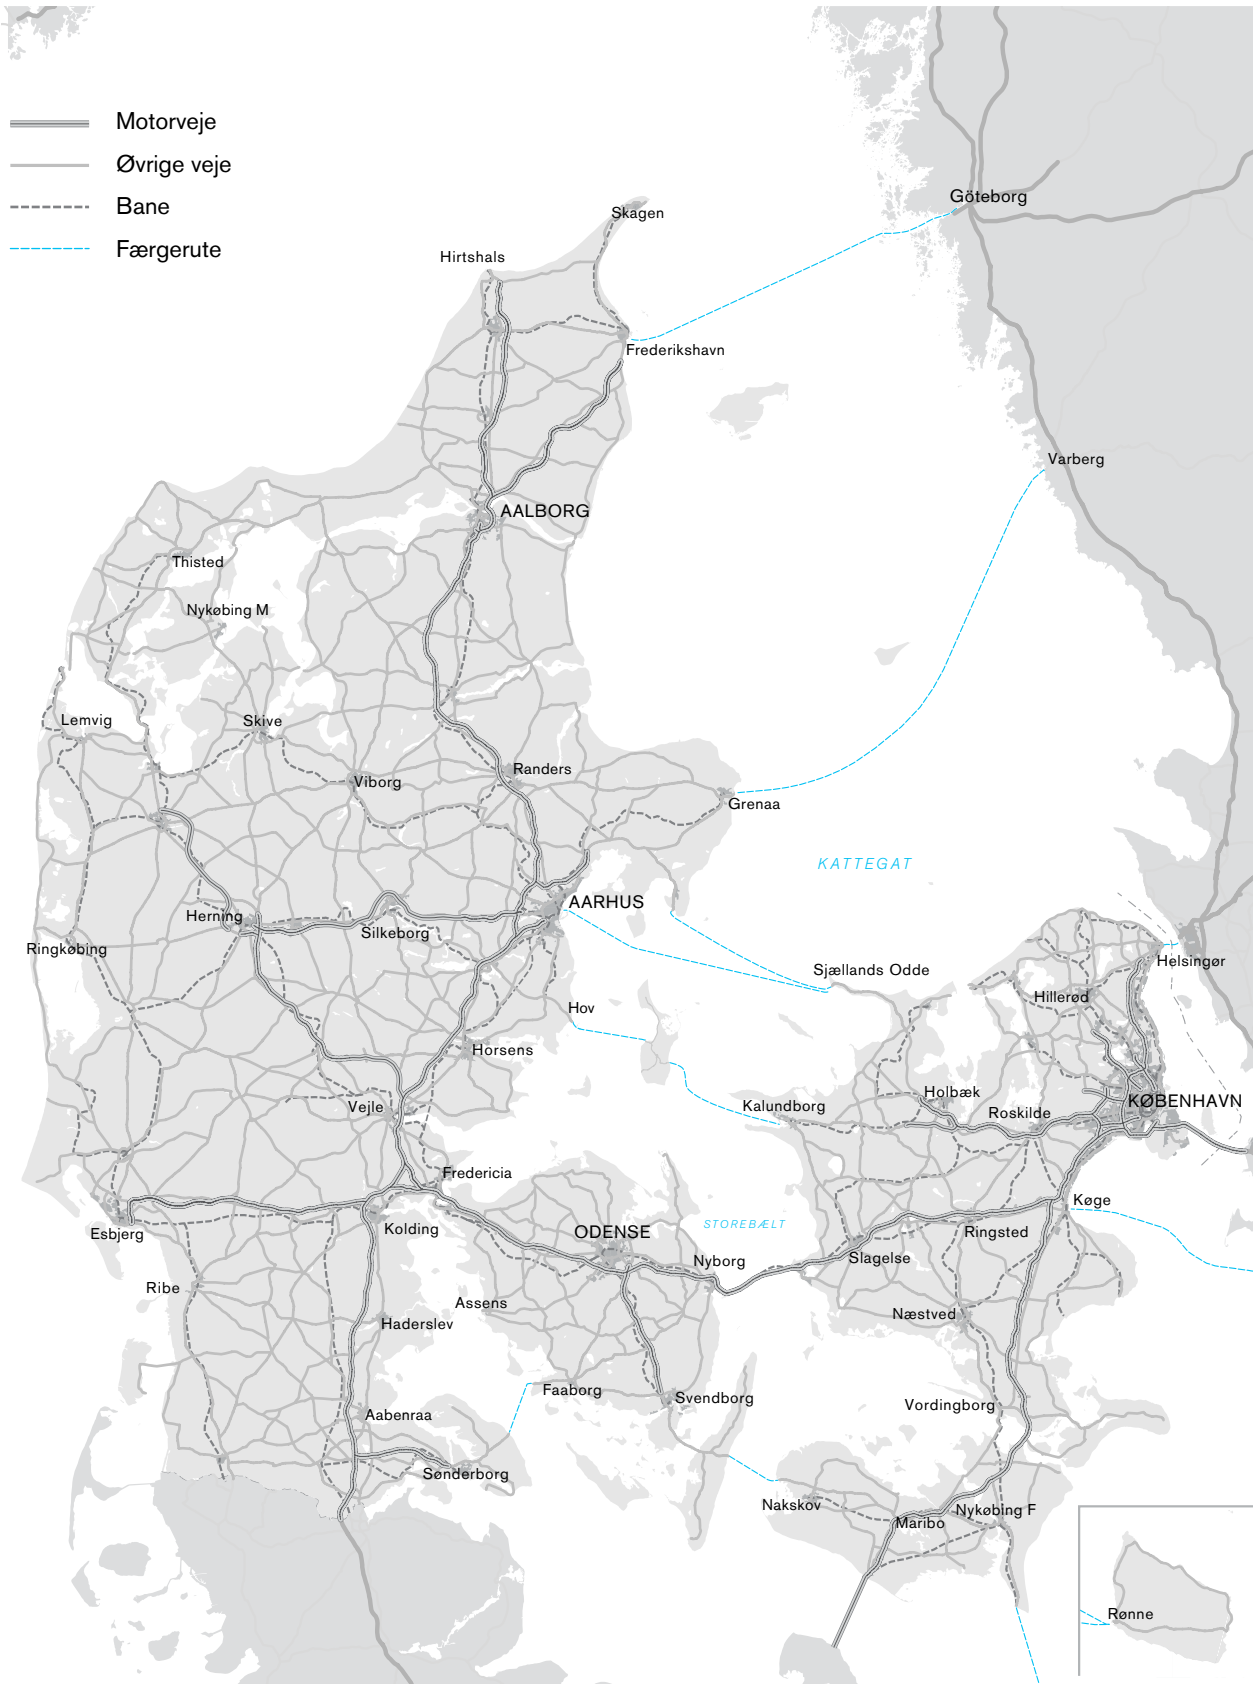 Motorveje
Øvrige veje
Bane
Færgerute
Göteborg
Skagen
Hirtshals
Frederikshavn
Varberg
AALBORG
Thisted
Nykøbing M
Lemvig
Skive
Randers
Viborg
Grenaa
KATTEGAT
AARHUS
Herning
Silkeborg
Ringkøbing
Helsingør
Sjællands Odde
Hillerød
Hov
Horsens
Holbæk
KØBENHAVN
Vejle
Kalundborg
Roskilde
Fredericia
Køge
Esbjerg
Kolding
ODENSE
STOREBÆLT
Ringsted
Nyborg
Slagelse
Ribe
Assens
Næstved
Haderslev
Faaborg
Svendborg
Vordingborg
Aabenraa
Sønderborg
Nakskov
Nykøbing F
Maribo
Rønne